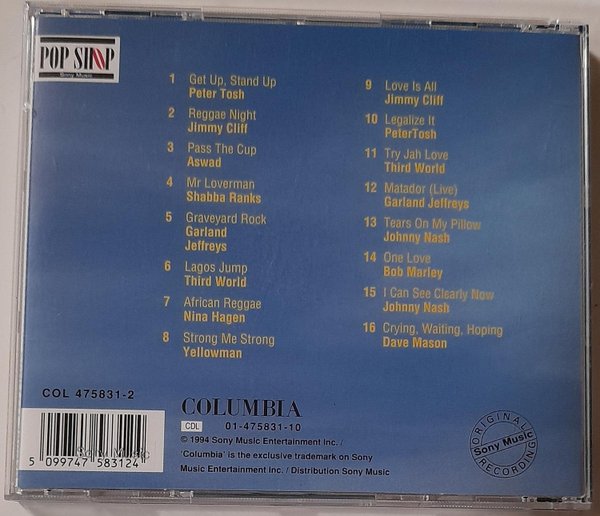 POP SHOP
Sony Music
1 Get Up, Stand Up
Peter Tosh
2 Reggae Night
Jimmy Cliff
3 Pass The Cup
Aswad
4 Mr Loverman
Shabba Ranks
5 Graveyard Rock
Garland
Jeffreys
6 Lagos Jump
Third World
7 African Reggae
Nina Hagen
8 Strong Me Strong
Yellowman
9 Love Is All
Jimmy Cliff
10 Legalize It
PeterTosh
11 Try Jah Love
Third World
12 Matador (Live)
Garland Jeffreys
13 Tears On My Pillow
Johnny Nash
14 One Love
Bob Marley
15 I Can See Clearly Now
Johnny Nash
16 Crying, Waiting, Hoping
Dave Mason
COL 475831-2
Sony Music
5 099747 583124
COLUMBIA
CDL 01-475831-10
© 1994 Sony Music Entertainment Inc. /
'Columbia' is the exclusive trademark on Sony
Music Entertainment Inc. / Distribution Sony Music
ORIGINAL
Sony Music
RECORDING